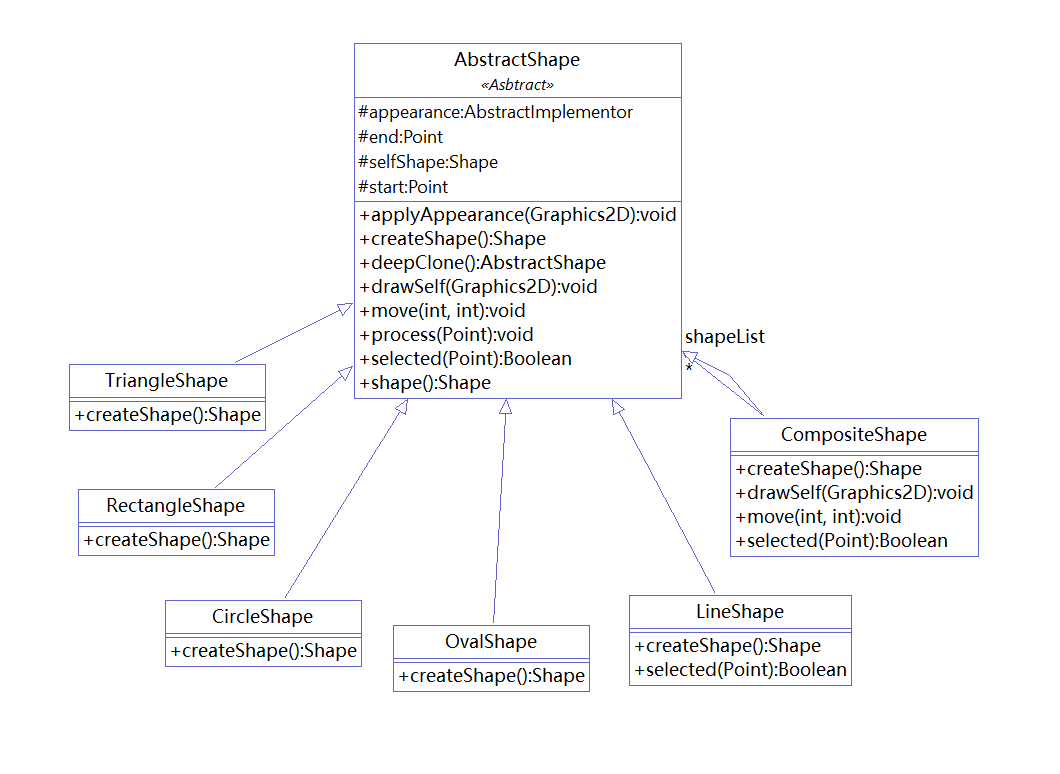 AbstractShape
«Asbtract»
#appearance:AbstractImplementor
#end:Point
#selfShape:Shape
#start:Point
+applyAppearance(Graphics2D):void
+createShape():Shape
+deepClone():AbstractShape
+drawSelf(Graphics2D):void
+move(int, int):void
+process(Point):void
+selected(Point):Boolean
+shape():Shape
shapeList
*
TriangleShape
+createShape():Shape
RectangleShape
+createShape():Shape
CircleShape
+createShape():Shape
OvalShape
+createShape():Shape
LineShape
+createShape():Shape
+selected(Point):Boolean
CompositeShape
+createShape():Shape
+drawSelf(Graphics2D):void
+move(int, int):void
+selected(Point):Boolean